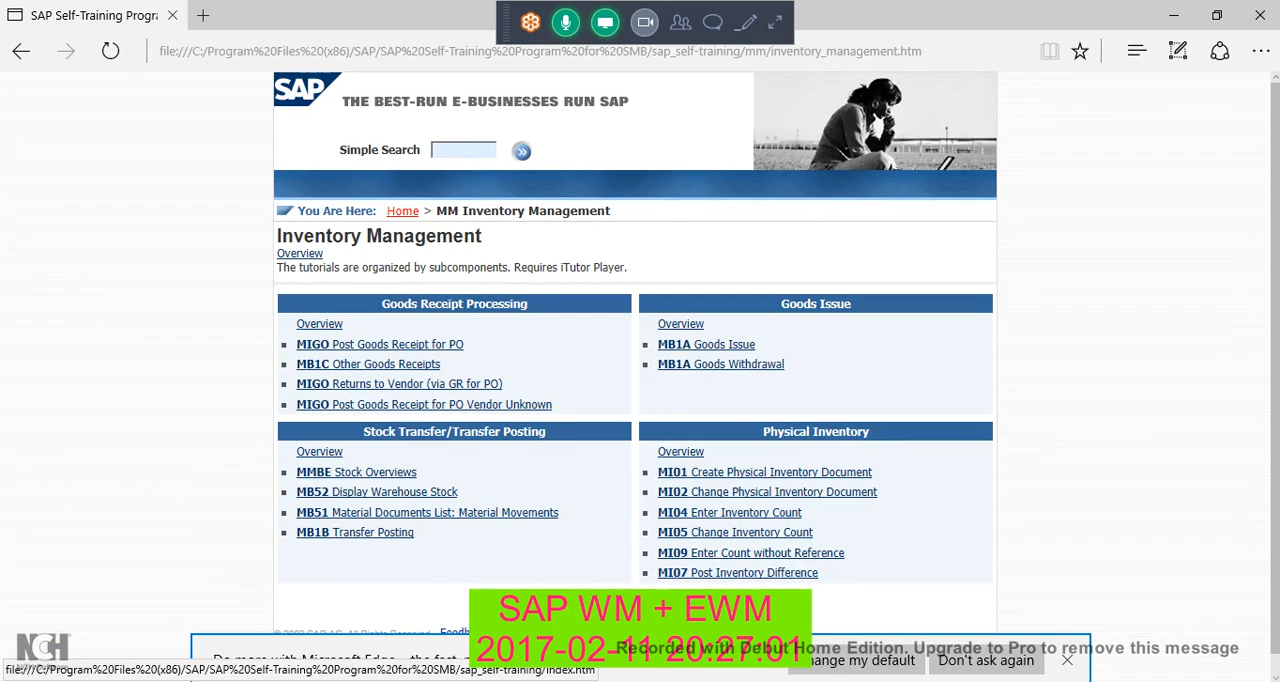 SAP Self-Training Progra
file:///C:/Program%20Files%20(x86)/SAP/SAP%20Self-Training%20Program%20for%20SMB/sap_self-training/mm/inventory_management.htm
SAP
THE BEST-RUN E-BUSINESSES RUN SAP
Simple Search
You Are Here: Home > MM Inventory Management
Inventory Management
Overview
The tutorials are organized by subcomponents. Requires iTutor Player.
Goods Receipt Processing
Overview
MIGO Post Goods Receipt for PO
MB1C Other Goods Receipts
MIGO Returns to Vendor (via GR for PO)
MIGO Post Goods Receipt for PO Vendor Unknown
Goods Issue
Overview
MB1A Goods Issue
MB1A Goods Withdrawal
Stock Transfer/Transfer Posting
Overview
MMBE Stock Overviews
MB52 Display Warehouse Stock
MB51 Material Documents List: Material Movements
MB1B Transfer Posting
Physical Inventory
Overview
MI01 Create Physical Inventory Document
MI02 Change Physical Inventory Document
MI04 Enter Inventory Count
MI05 Change Inventory Count
MI09 Enter Count without Reference
MI07 Post Inventory Difference
SAP WM + EWM
2017-02-11 20:27:01
NCH
Recorded with Debut Home Edition. Upgrade to Pro to remove this message
change my default
Don't ask again
file:///C:/Program%20Files%20(x86)/SAP/SAP%20Self-Training%20Program%20for%20SMB/sap_self-training/index.htm